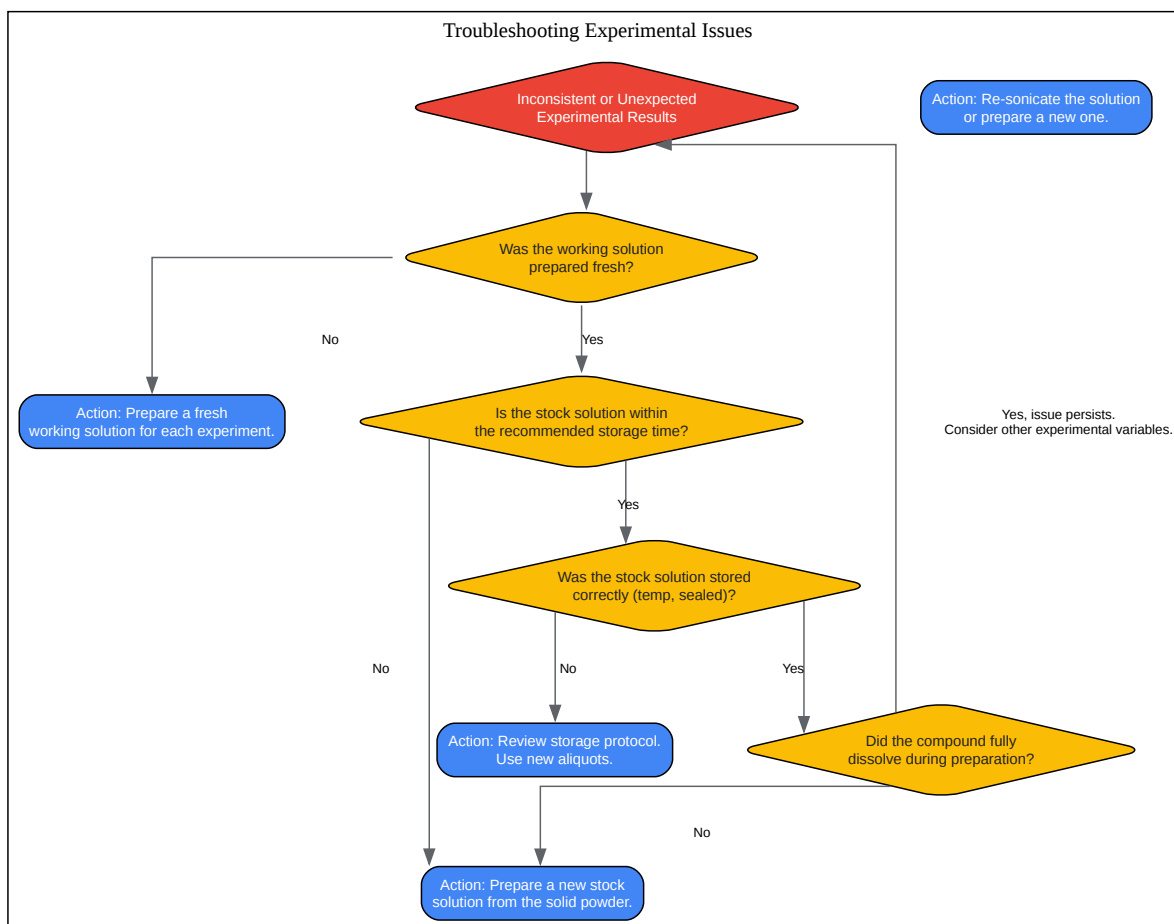 Troubleshooting Experimental Issues
Inconsistent or Unexpected
Experimental Results
Action: Re-sonicate the solution
or prepare a new one.
Was the working solution
prepared fresh?
No
Yes
Action: Prepare a fresh
working solution for each experiment.
Is the stock solution within
the recommended storage time?
Yes, issue persists.
Consider other experimental variables.
Yes
Was the stock solution stored
correctly (temp, sealed)?
No
No
Yes
Action: Review storage protocol.
Use new aliquots.
Did the compound fully
dissolve during preparation?
No
Action: Prepare a new stock
solution from the solid powder.